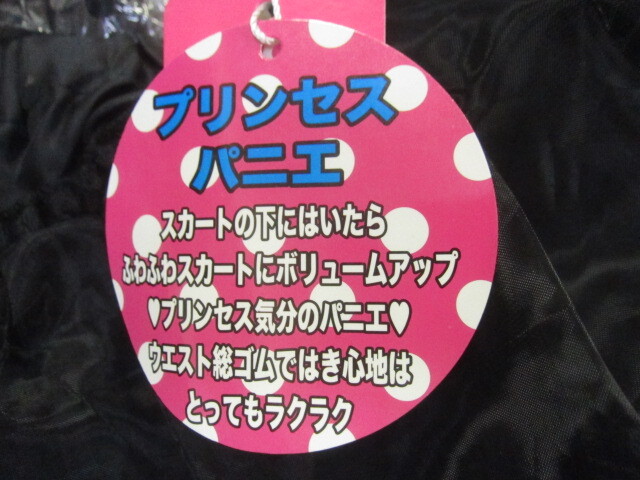 プリンセス
パニエ
スカートの下にはいたら
ふわふわスカートにボリュームアップ
♥プリンセス気分のパニエ♥
ウエスト総ゴムではき心地は
とってもラクラク